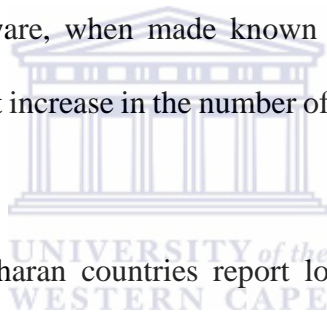 ware, when made known
increase in the number of
UNIVERSITY of the
haran countries report lo
WESTERN CAPE